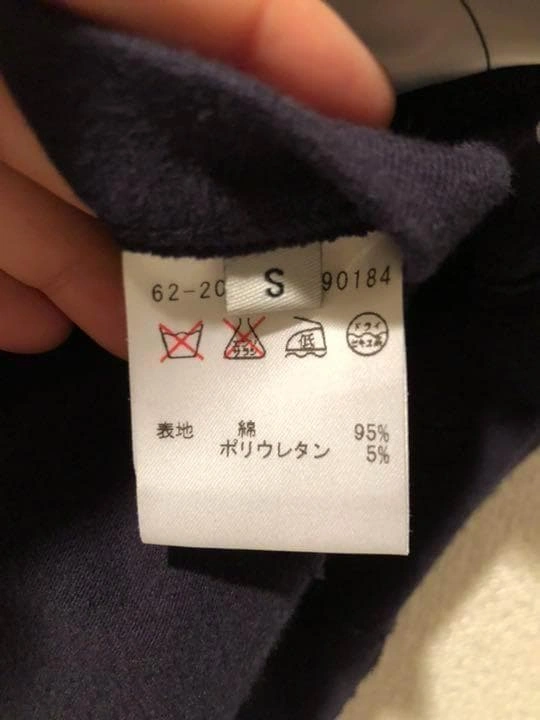 62-20 S 90184
エンソ
サラシ
低
ドライ
セキユ系
表地 綿 95%
ポリウレタン 5%